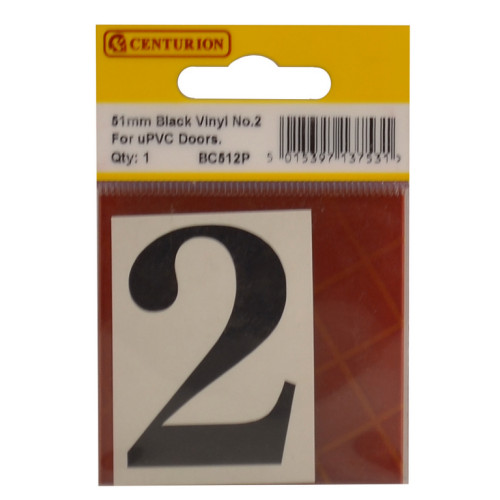 CENTURION
51mm Black Vinyl No.2
For uPVC Doors.
Qty: 1 BC512P
5 015397 137531 >
2